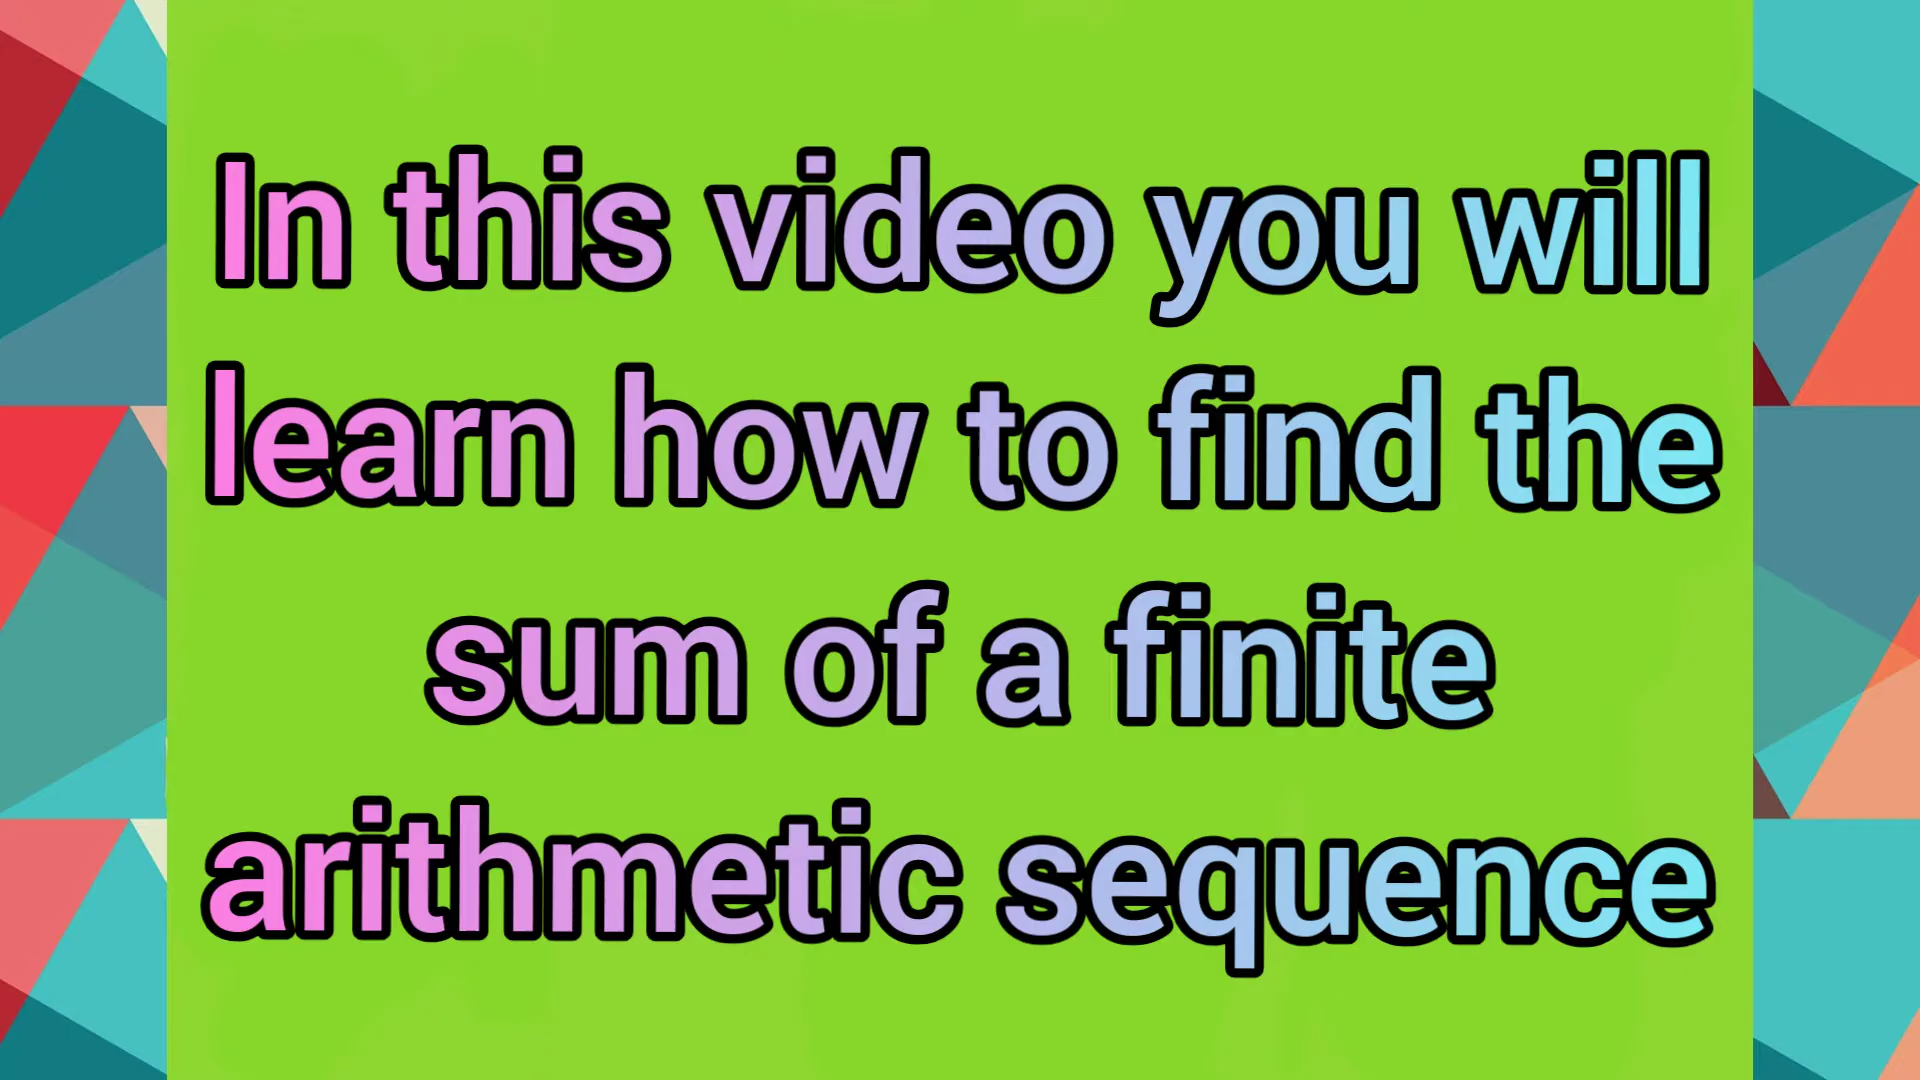 In this video you will
learn how to find the
sum of a finite
arithmetic sequence